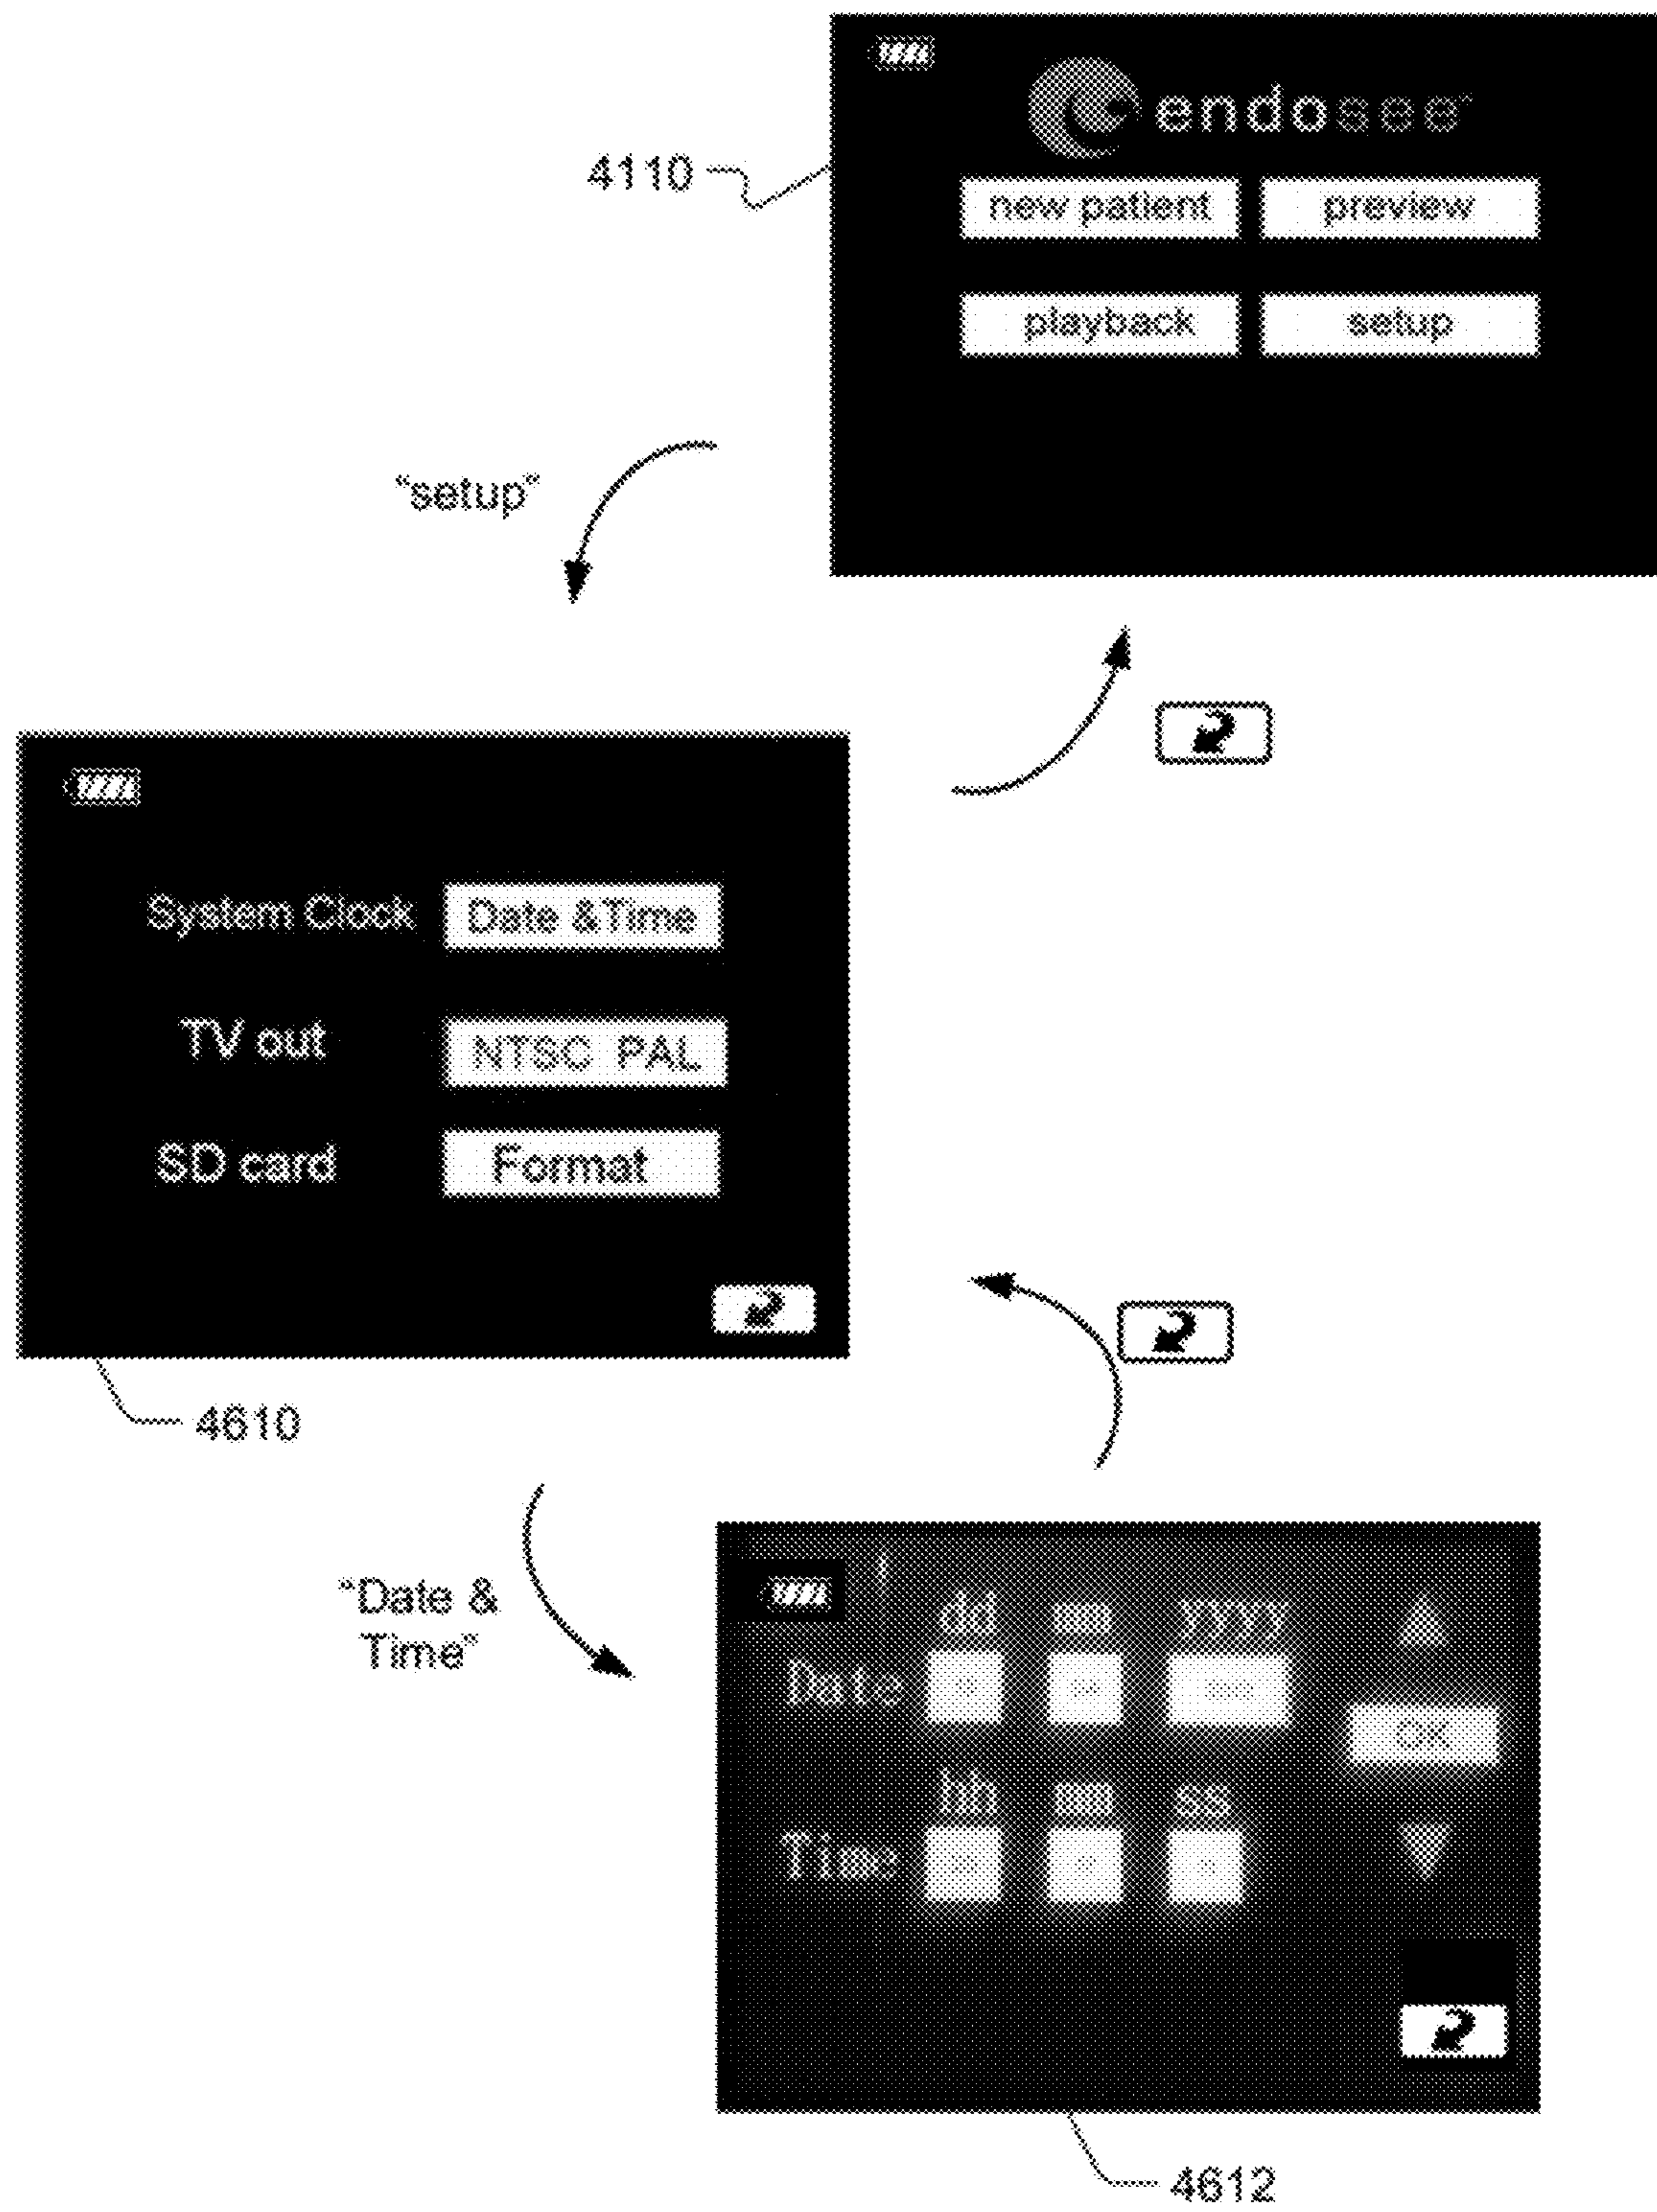 endosee™
4110
new patient preview
playback setup
"setup"
System Clock Date &Time
TV out NTSC PAL
SD card Format
4610
"Date &
Time"
dd mm yyyy
Date
OK
hh mm ss
Time
4612